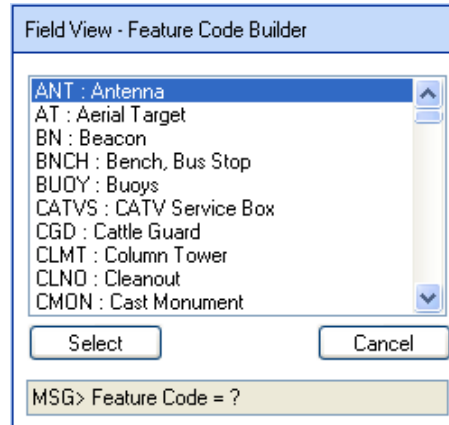 Field View - Feature Code Builder
ANT : Antenna
AT : Aerial Target
BN : Beacon
BNCH : Bench, Bus Stop
BUOY : Buoys
CATVS : CATV Service Box
CGD : Cattle Guard
CLMT : Column Tower
CLNO : Cleanout
CMON : Cast Monument
Select Cancel
MSG> Feature Code = ?